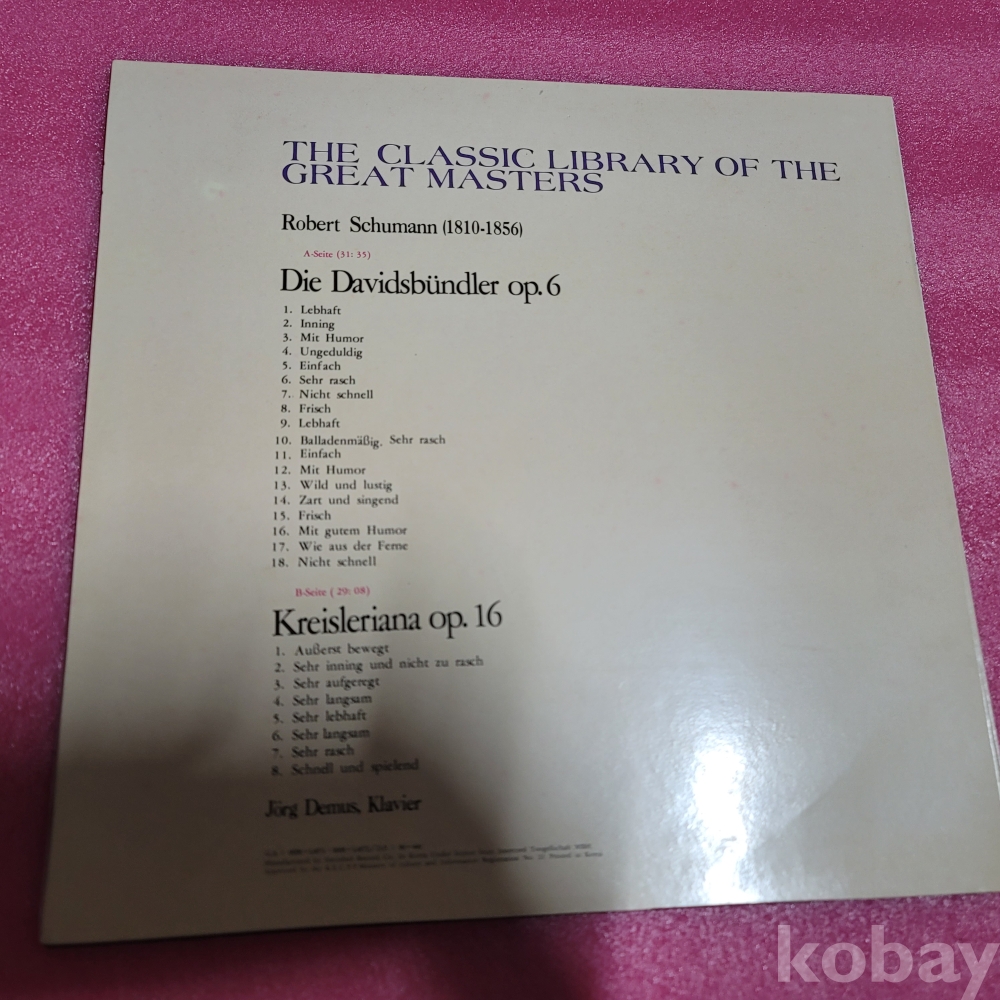 THE CLASSIC LIBRARY OF THE
GREAT MASTERS
Robert Schumann (1810-1856)
A-Seite (31: 35)
Die Davidsbündler op.6
1. Lebhaft
2. Inning
3. Mit Humor
4. Ungeduldig
5. Einfach
6. Sehr rasch
7. Nicht schnell
8. Frisch
9. Lebhaft
10. Balladenmäßig. Sehr rasch
11. Einfach
12. Mit Humor
13. Wild und lustig
14. Zart und singend
15. Frisch
16. Mit gutem Humor
17. Wie aus der Feme
18. Nicht schnell
B-Seite ( 29: 08)
Kreisleriana op. 16
1. Außerst bewegt
2. Sehr inning und nicht zu rasch
3. Sehr aufgeregt
4. Sehr langsam
5. Sehr lebhaft
6. Sehr langsam
7. Sehr rasch
8. Schnell und spielend
Jörg Demus, Klavier
kobay